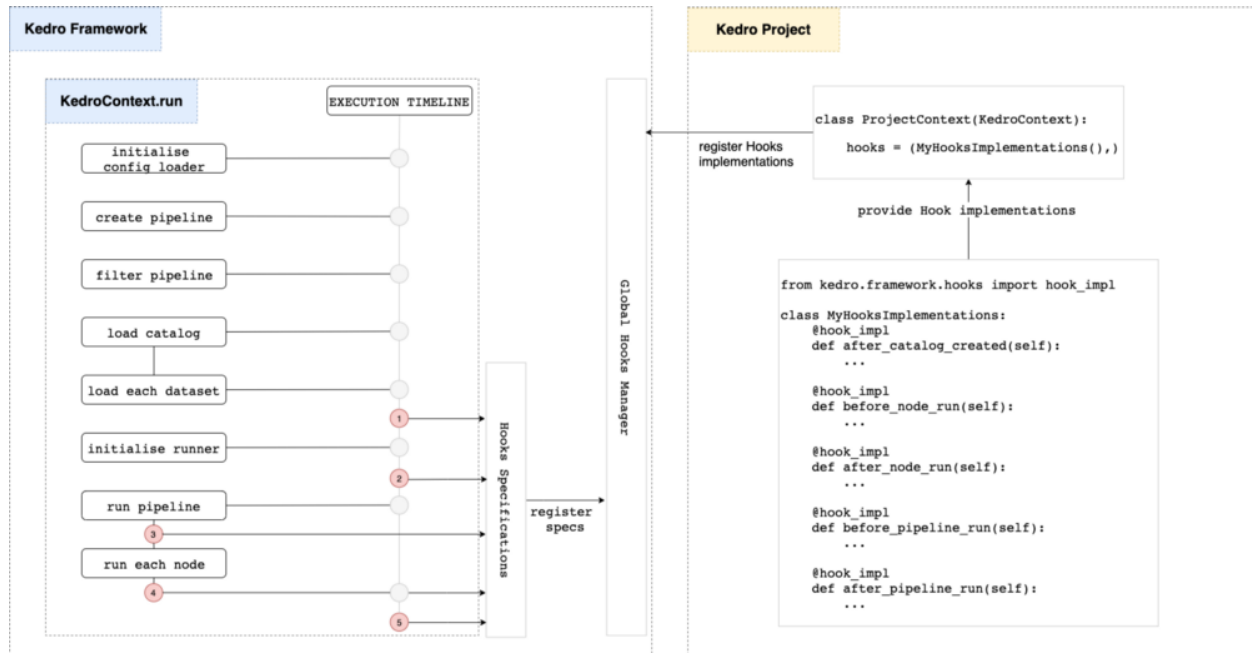 Kedro Framework
KedroContext.run
EXECUTION TIMELINE
initialise
config loader
create pipeline
filter pipeline
load catalog
load each dataset
1
initialise runner
2
run pipeline
3
run each node
4
5
Hooks Specifications
register
specs
Global Hooks Manager
Kedro Project
register Hooks
implementations
class ProjectContext(KedroContext):
hooks = (MyHooksImplementations(),)
provide Hook implementations
from kedro.framework.hooks import hook_impl
class MyHooksImplementations:
@hook_impl
def after_catalog_created(self):
...
@hook_impl
def before_node_run(self):
...
@hook_impl
def after_node_run(self):
...
@hook_impl
def before_pipeline_run(self):
...
@hook_impl
def after_pipeline_run(self):
...